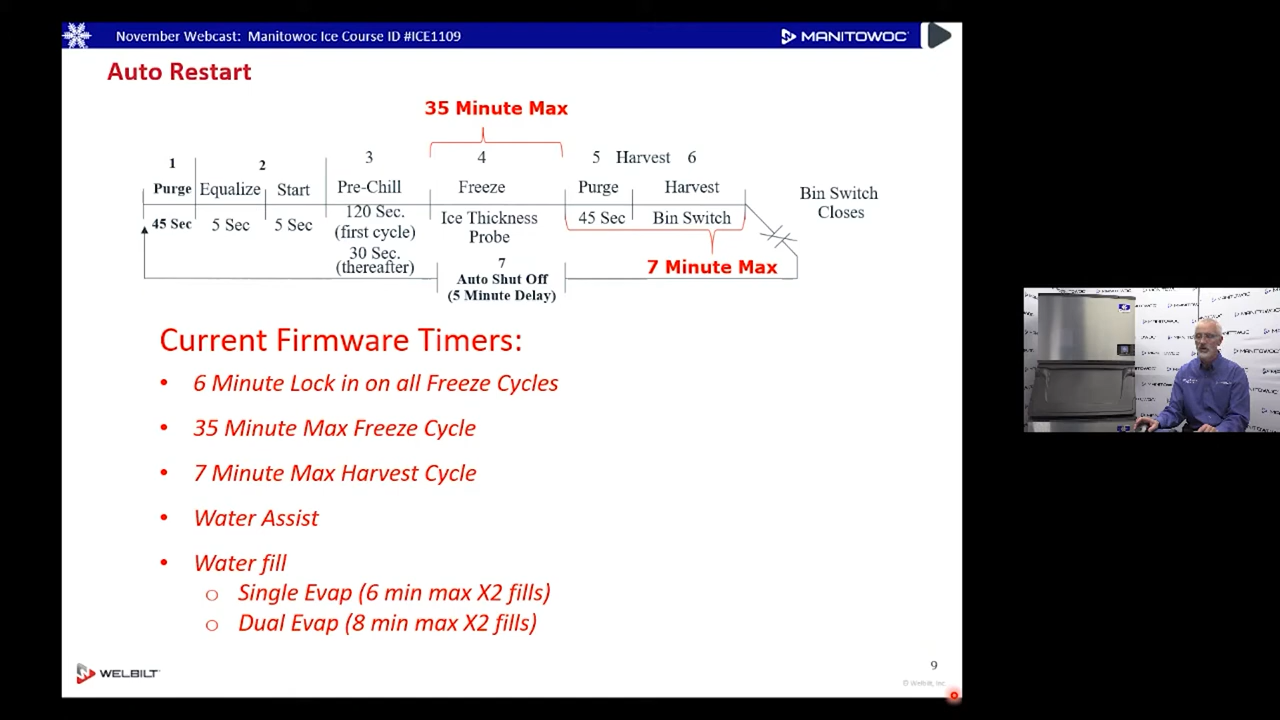 November Webcast: Manitowoc Ice Course ID #ICE1109
MANITOWOC
Auto Restart
35 Minute Max
1
2
3
4
5 Harvest 6
Purge
Equalize
Start
Pre-Chill
Freeze
Purge
Harvest
Bin Switch
Closes
45 Sec
5 Sec
5 Sec
120 Sec.
(first cycle)
30 Sec.
(thereafter)
Ice Thickness
Probe
45 Sec
Bin Switch
7
Auto Shut Off
(5 Minute Delay)
7 Minute Max
Current Firmware Timers:
• 6 Minute Lock in on all Freeze Cycles
• 35 Minute Max Freeze Cycle
• 7 Minute Max Harvest Cycle
• Water Assist
• Water fill
o Single Evap (6 min max X2 fills)
o Dual Evap (8 min max X2 fills)
WELBILT
9
© Welbilt, Inc
MANITOWOC